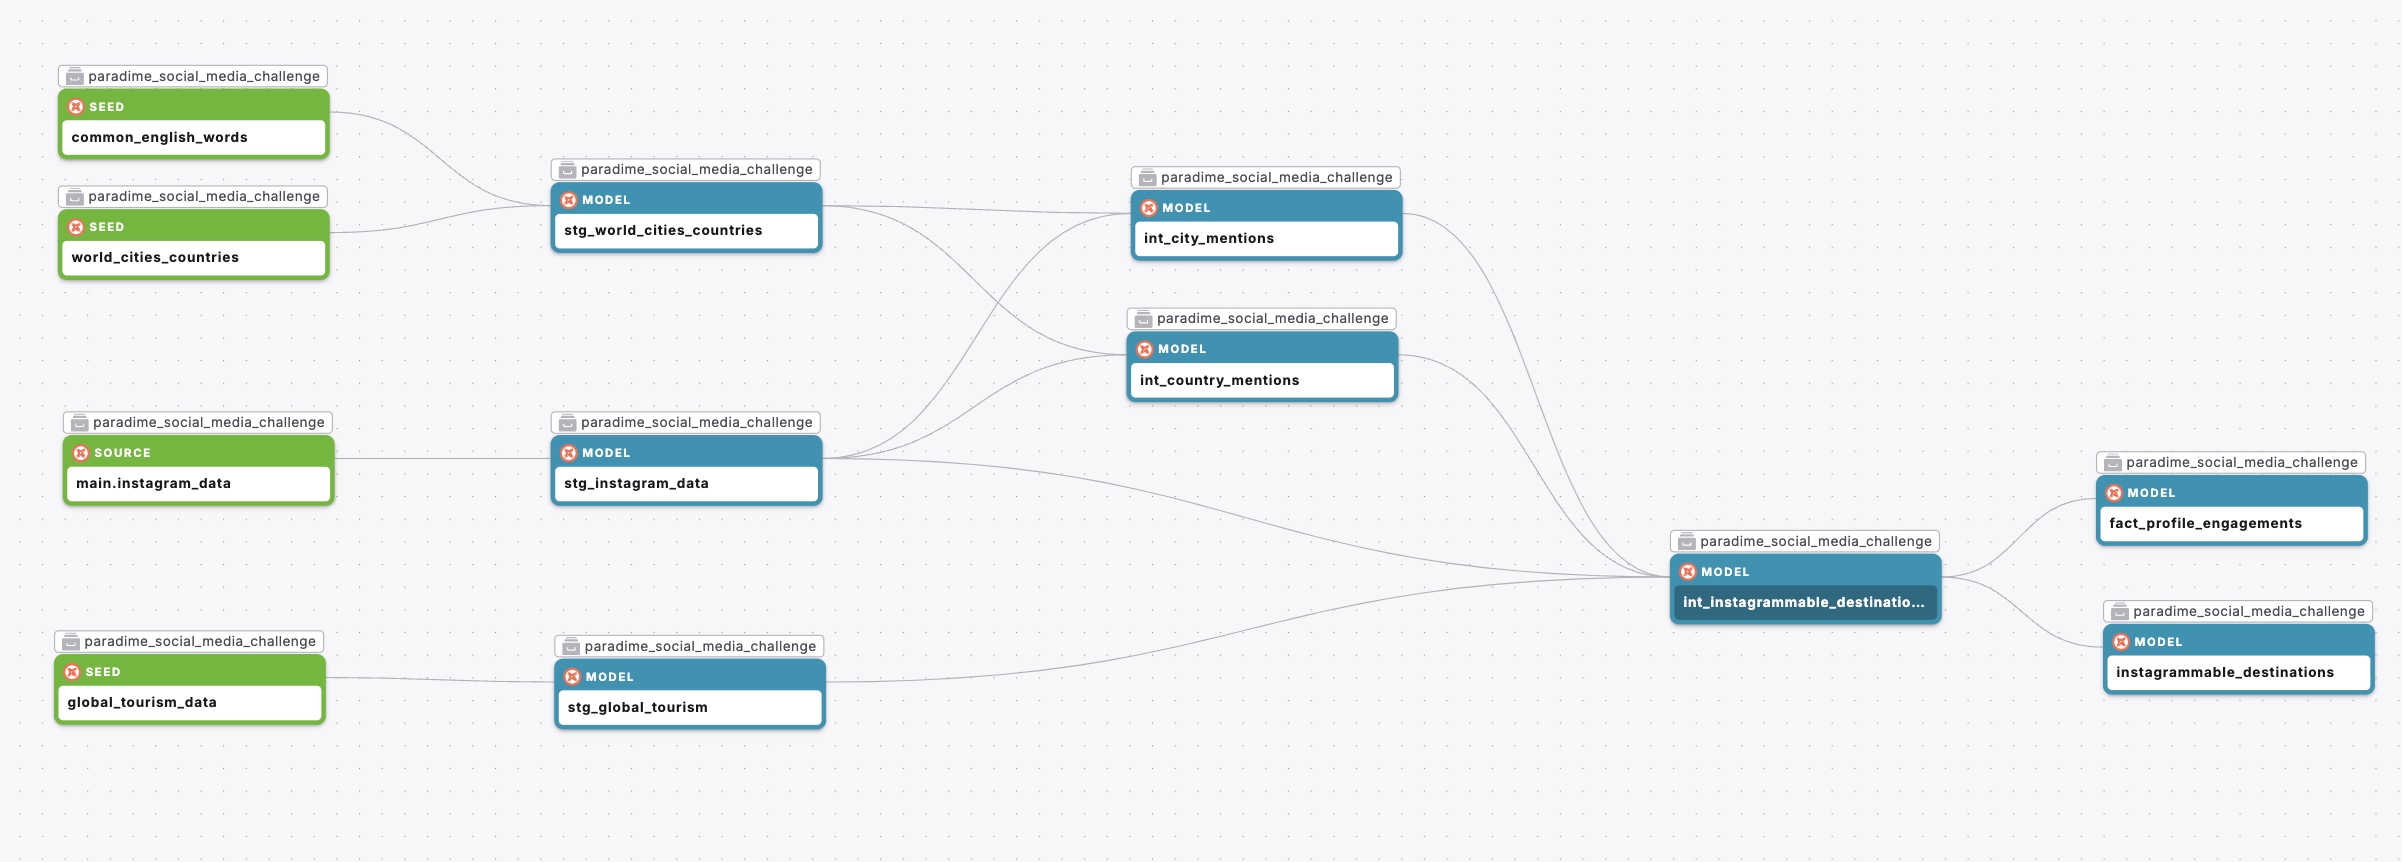 paradime_social_media_challenge
SEED
common_english_words
paradime_social_media_challenge
SEED
world_cities_countries
paradime_social_media_challenge
SOURCE
main.instagram_data
paradime_social_media_challenge
SEED
global_tourism_data
paradime_social_media_challenge
MODEL
stg_world_cities_countries
paradime_social_media_challenge
MODEL
stg_instagram_data
paradime_social_media_challenge
MODEL
stg_global_tourism
paradime_social_media_challenge
MODEL
int_city_mentions
paradime_social_media_challenge
MODEL
int_country_mentions
paradime_social_media_challenge
MODEL
int_instagrammable_destinatio...
paradime_social_media_challenge
MODEL
fact_profile_engagements
paradime_social_media_challenge
MODEL
instagrammable_destinations